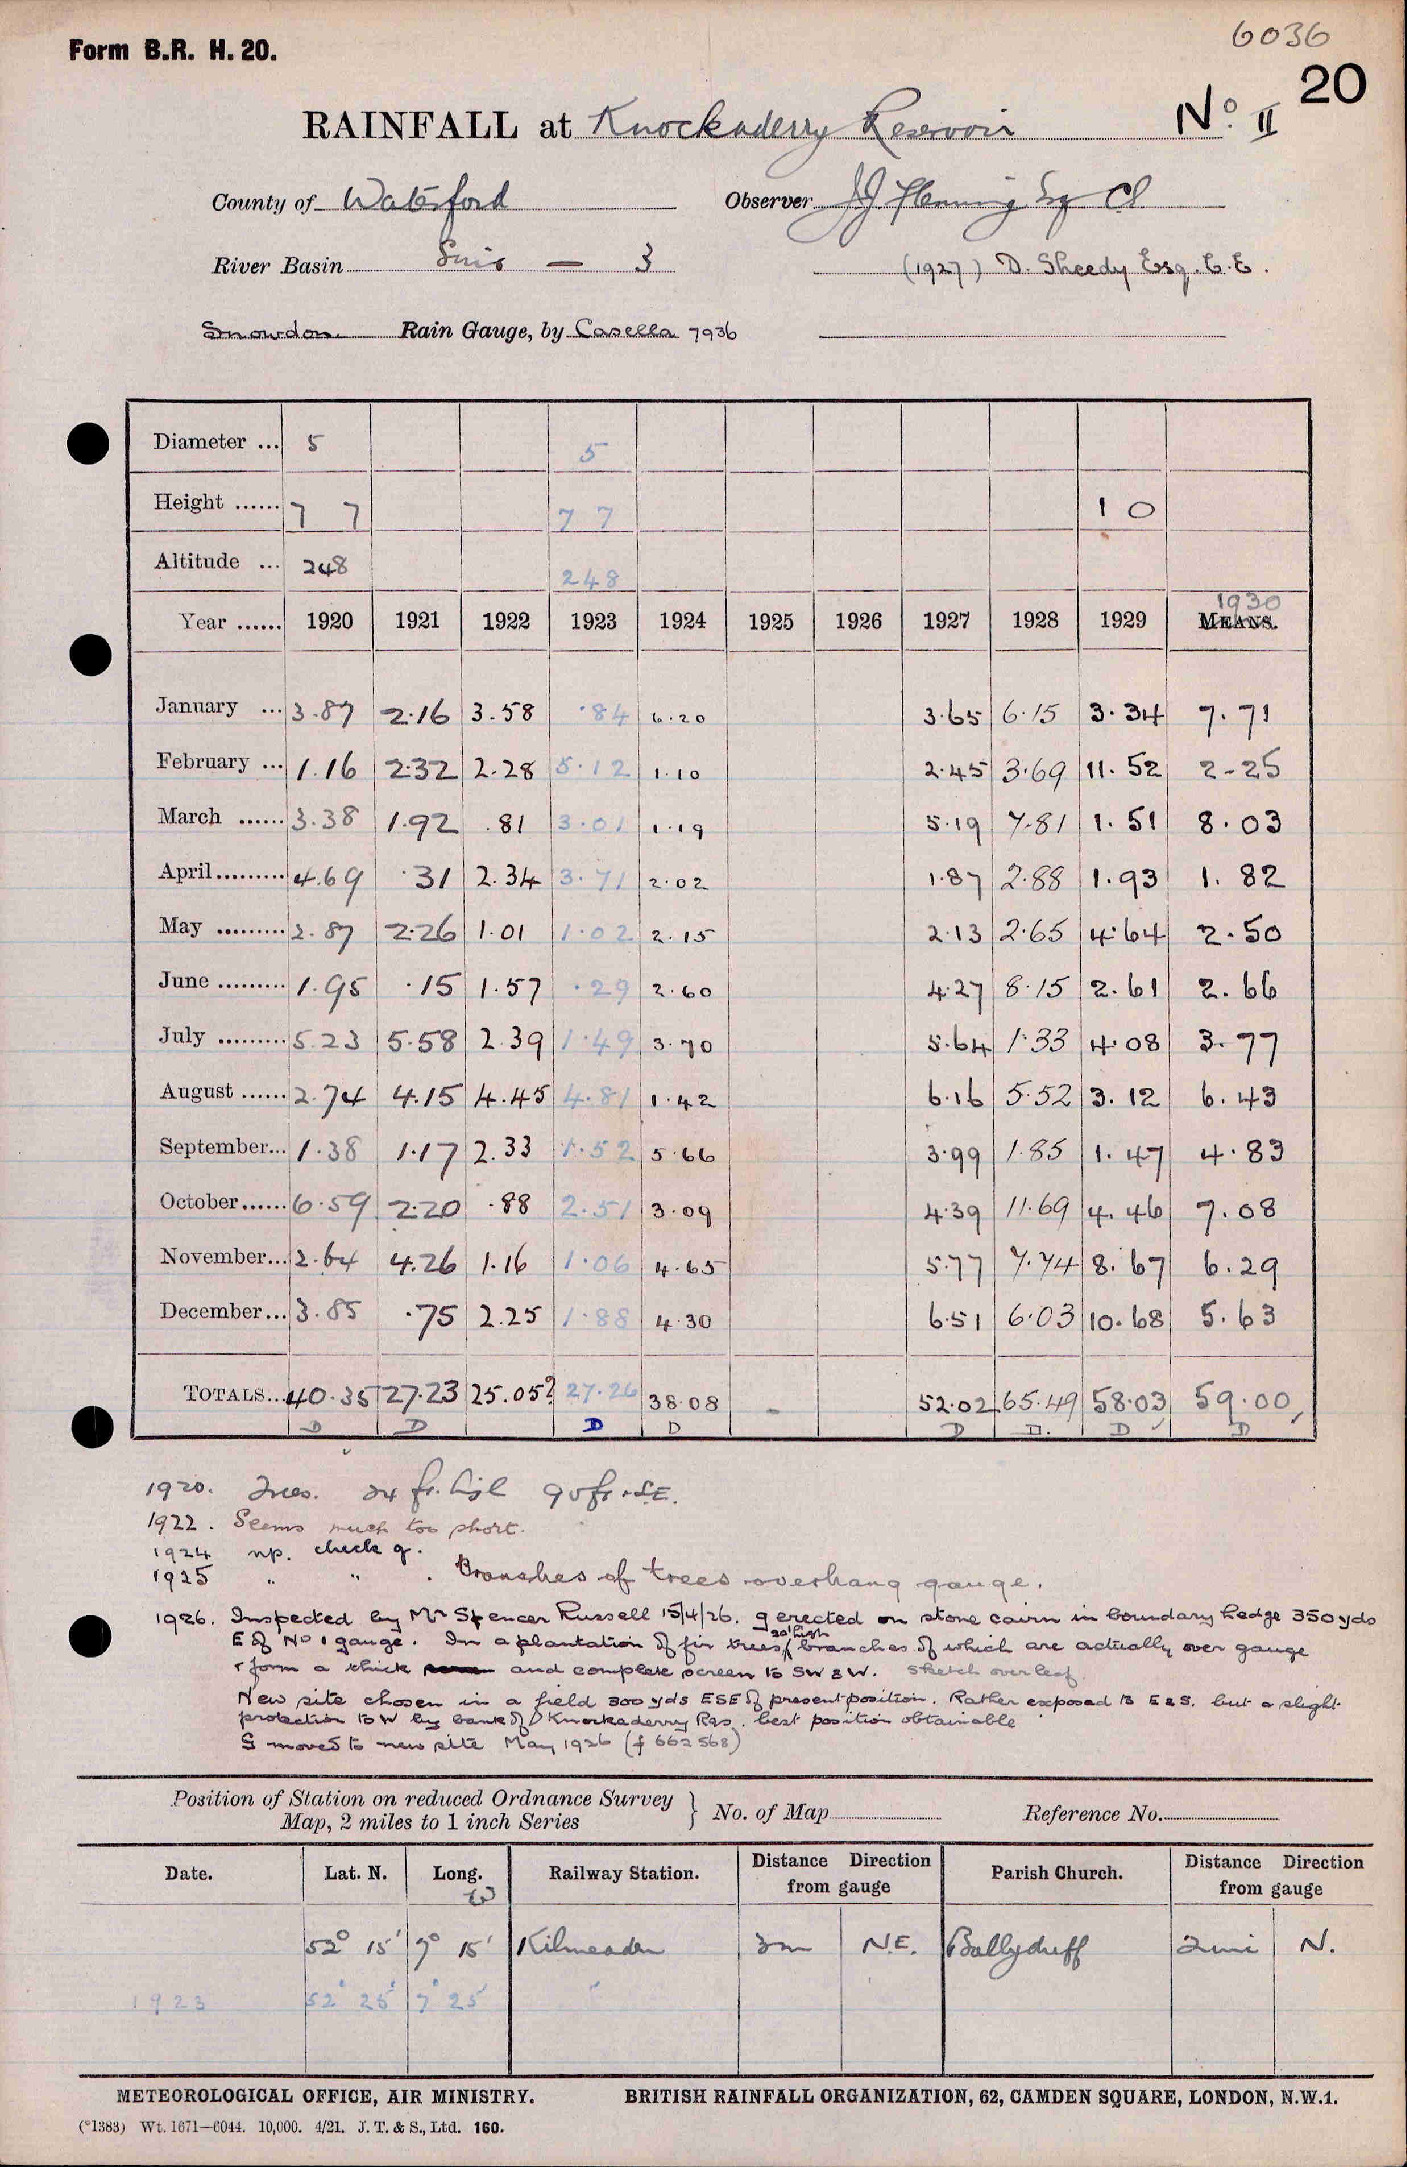 6036
Form B.R. H. 20.
20
RAINFALL at Knockaderry Reservoir No. II
County of Waterford Observer J.J. Fleming Esq CE
River Basin Suir — 3 (1927) D. Sheedy Esq. C.E.
Snowdon Rain Gauge, by Casella 7936
Diameter ... 5 5
Height ...... 7 7 7 7 1 0
Altitude ... 248 248
1930
Year ...... 1920 1921 1922 1923 1924 1925 1926 1927 1928 1929 MEANS.
January ... 3.87 2.16 3.58 .84 6.20 3.65 6.15 3.34 7.71
February ... 1.16 2.32 2.28 5.12 1.10 2.45 3.69 11.52 2-25
March ...... 3.38 1.92 .81 3.01 1.19 5.19 7.81 1.51 8.03
April......... 4.69 .31 2.34 3.71 2.02 1.87 2.88 1.93 1.82
May ......... 2.87 2.26 1.01 1.02 2.15 2.13 2.65 4.64 2.50
June ......... 1.95 .15 1.57 .29 2.60 4.27 8.15 2.61 2.66
July ......... 5.23 5.58 2.39 1.49 3.70 5.64 1.33 4.08 3.77
August ...... 2.74 4.15 4.45 4.81 1.42 6.16 5.52 3.12 6.43
September... 1.38 1.17 2.33 1.52 5.66 3.99 1.85 1.47 4.83
October...... 6.59 2.20 .88 2.51 3.09 4.39 11.69 4.46 7.08
November... 2.64 4.26 1.16 1.06 4.65 5.77 7.74 8.67 6.29
December... 3.85 .75 2.25 1.88 4.30 6.51 6.03 10.68 5.63
TOTALS... 40.35 27.23 25.05? 27.26 38.08 - 52.02 65.49 58.03 59.00
D D D D D D D D
1920. Trees. 24 ft. high 90 ft. S.E.
1922. Seems much too short.
1924 np. check g.
1925 " " . Branches of trees overhang gauge.
1926. Inspected by Mr Spencer Russell 15/4/26. g erected on stone cairn in boundary hedge 350 yds
E of No 1 gauge. In a plantation of fir trees 20' high branches of which are actually over gauge
+ form a thick and complete screen to SW & W. Sketch overleaf
New site chosen in a field 300 yds ESE of present position. Rather exposed to E & S. but a slight
protection to W by bank of Knockaderry Res. best position obtainable
G moved to new site May 1926 (f 662568)
Position of Station on reduced Ordnance Survey
Map, 2 miles to 1 inch Series } No. of Map Reference No.
Date. Lat. N. Long. W Railway Station. Distance Direction from gauge Parish Church. Distance Direction from gauge
52° 15' 7° 15' Kilmeaden 3m N.E. Ballyduff 2 mi N.
1923 52° 25' 7° 25'
METEOROLOGICAL OFFICE, AIR MINISTRY. BRITISH RAINFALL ORGANIZATION, 62, CAMDEN SQUARE, LONDON, N.W.1.
(*1383) Wt. 1671—6044. 10,000. 4/21. J. T. & S., Ltd. 160.